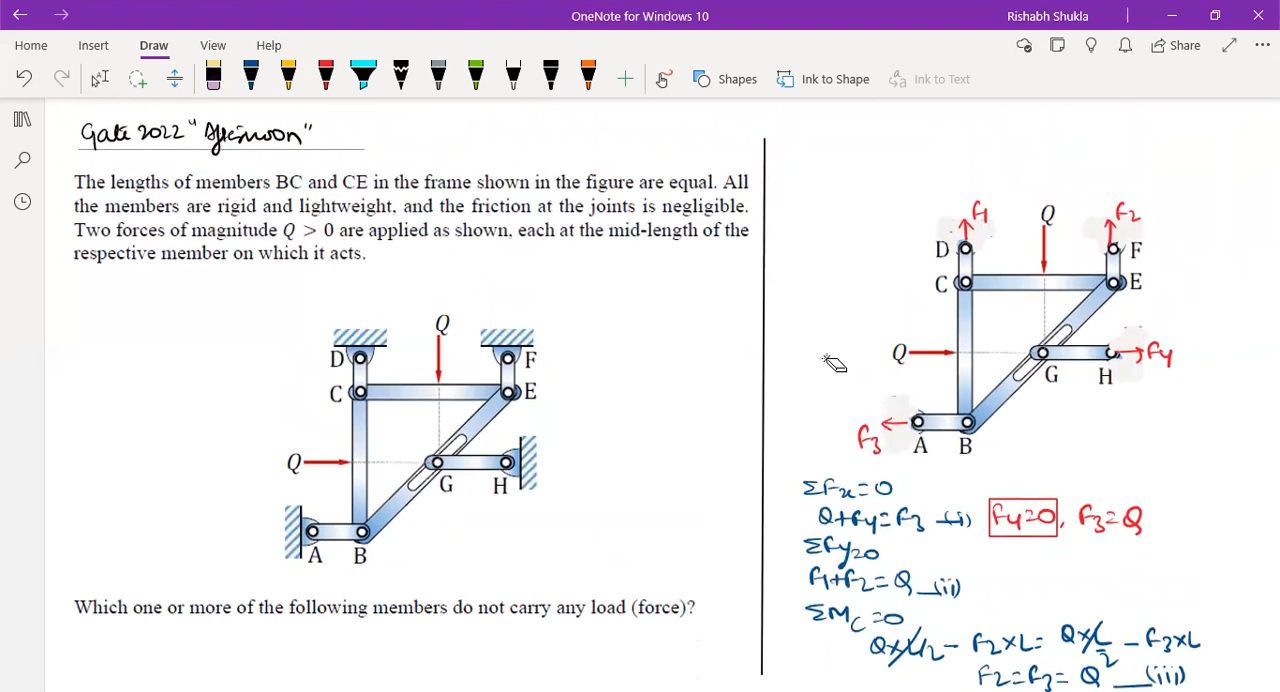 OneNote for Windows 10
Rishabh Shukla
Home Insert Draw View Help
Share
Shapes Ink to Shape Ink to Text
Gate 2022 "Afternoon"
The lengths of members BC and CE in the frame shown in the figure are equal. All
the members are rigid and lightweight, and the friction at the joints is negligible.
Two forces of magnitude Q > 0 are applied as shown, each at the mid-length of the
respective member on which it acts.
Q
D F
C E
Q
G H
A B
Which one or more of the following members do not carry any load (force)?
F1 Q F2
D F
C E
Q F4
G H
F3 A B
ΣFx=0
Q+F4=F3 —(i) F4=0, F3=Q
ΣFy=0
F1+F2=Q —(ii)
ΣMC=0
Q×L/2 - F2×L = Q×L/2 - F3×L
F2=F3=Q —(iii)